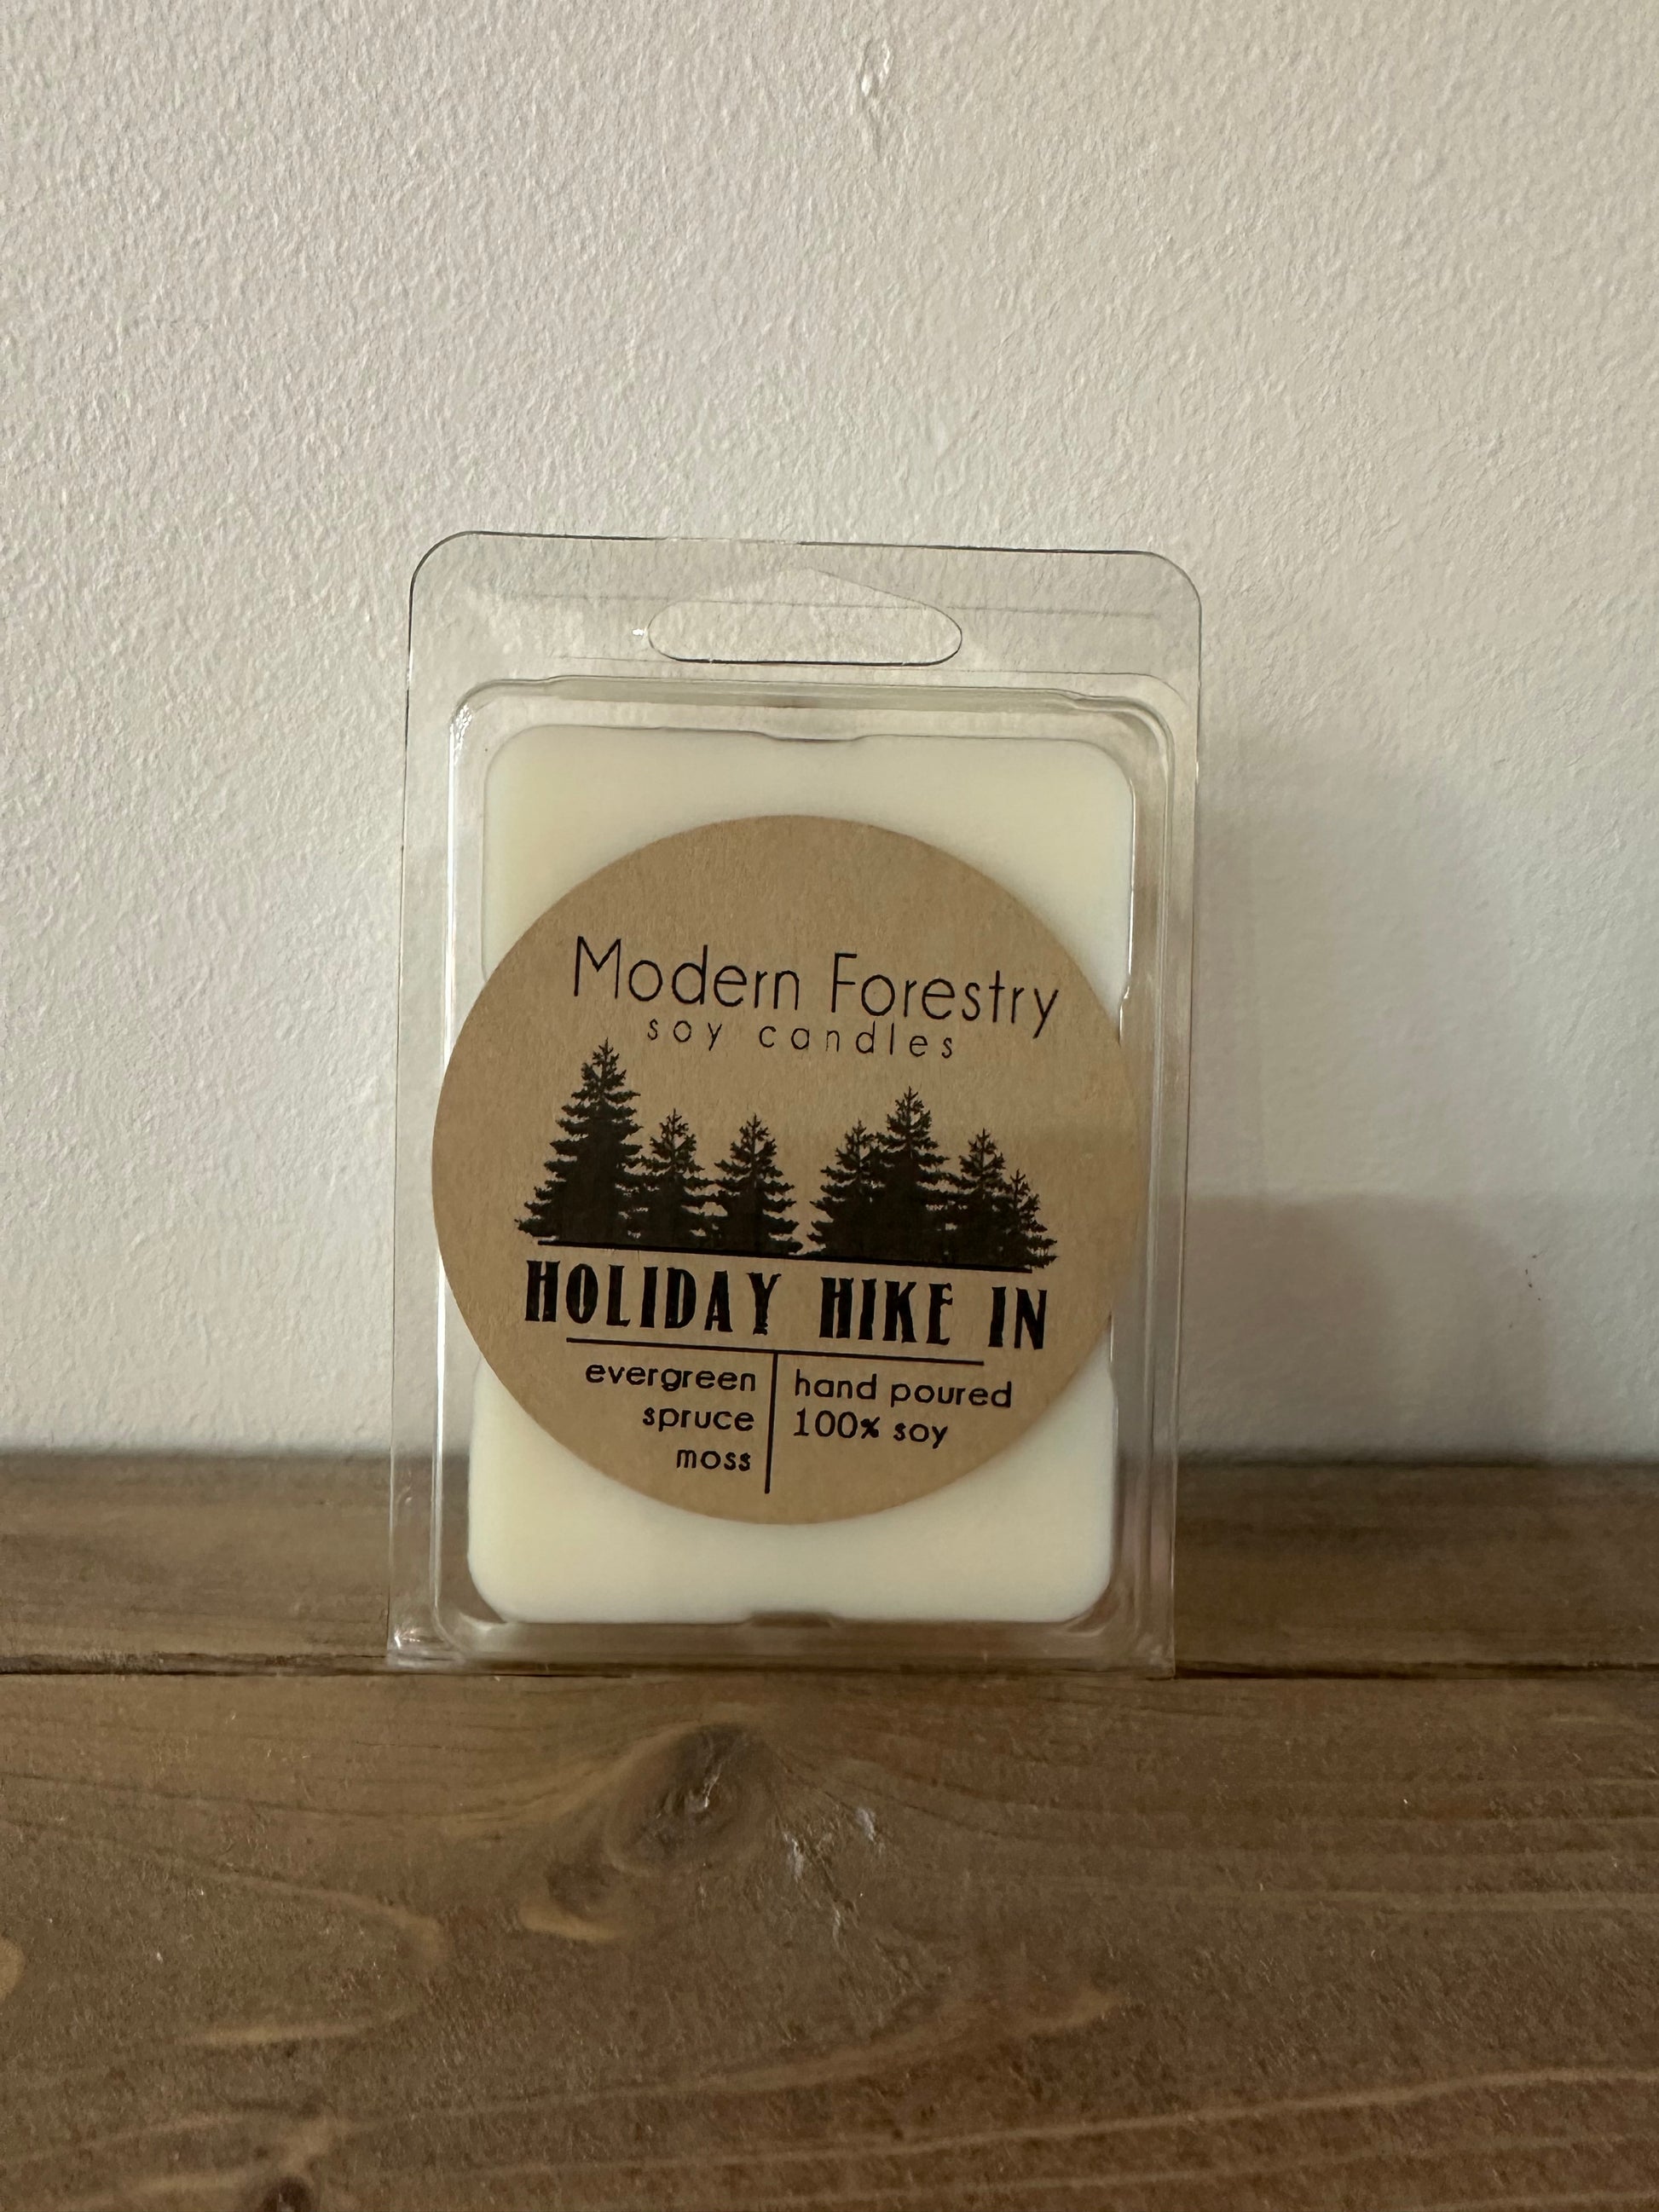 Modern Forestry
soy candles
HOLIDAY HIKE IN
evergreen
spruce
moss
hand poured
100% soy